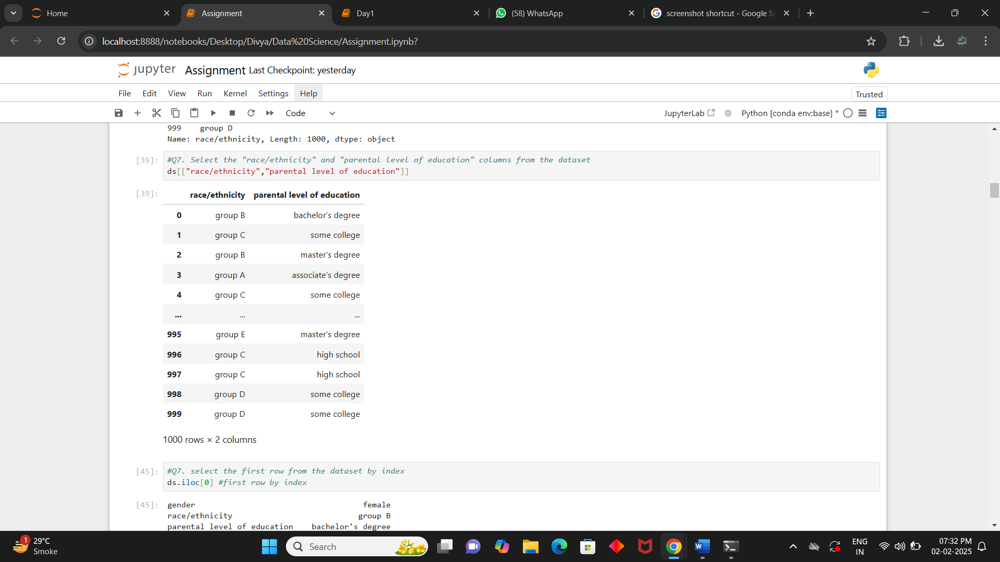 Home
Assignment
Day1
(58) WhatsApp
screenshot shortcut - Google Se
localhost:8888/notebooks/Desktop/Divya/Data%20Science/Assignment.ipynb?
jupyter Assignment Last Checkpoint: yesterday
File Edit View Run Kernel Settings Help
Trusted
Code
JupyterLab
Python [conda env:base] *
999 group D
Name: race/ethnicity, Length: 1000, dtype: object
[39]: #Q7. Select the "race/ethnicity" and "parental level of education" columns from the dataset
ds[["race/ethnicity","parental level of education"]]
[39]: race/ethnicity parental level of education
0 group B bachelor's degree
1 group C some college
2 group B master's degree
3 group A associate's degree
4 group C some college
... ... ...
995 group E master's degree
996 group C high school
997 group C high school
998 group D some college
999 group D some college
1000 rows × 2 columns
[45]: #Q7. select the first row from the dataset by index
ds.iloc[0] #first row by index
[45]: gender female
race/ethnicity group B
parental level of education bachelor's degree
1
29°C
Smoke
Search
W
ENG
IN
07:32 PM
02-02-2025